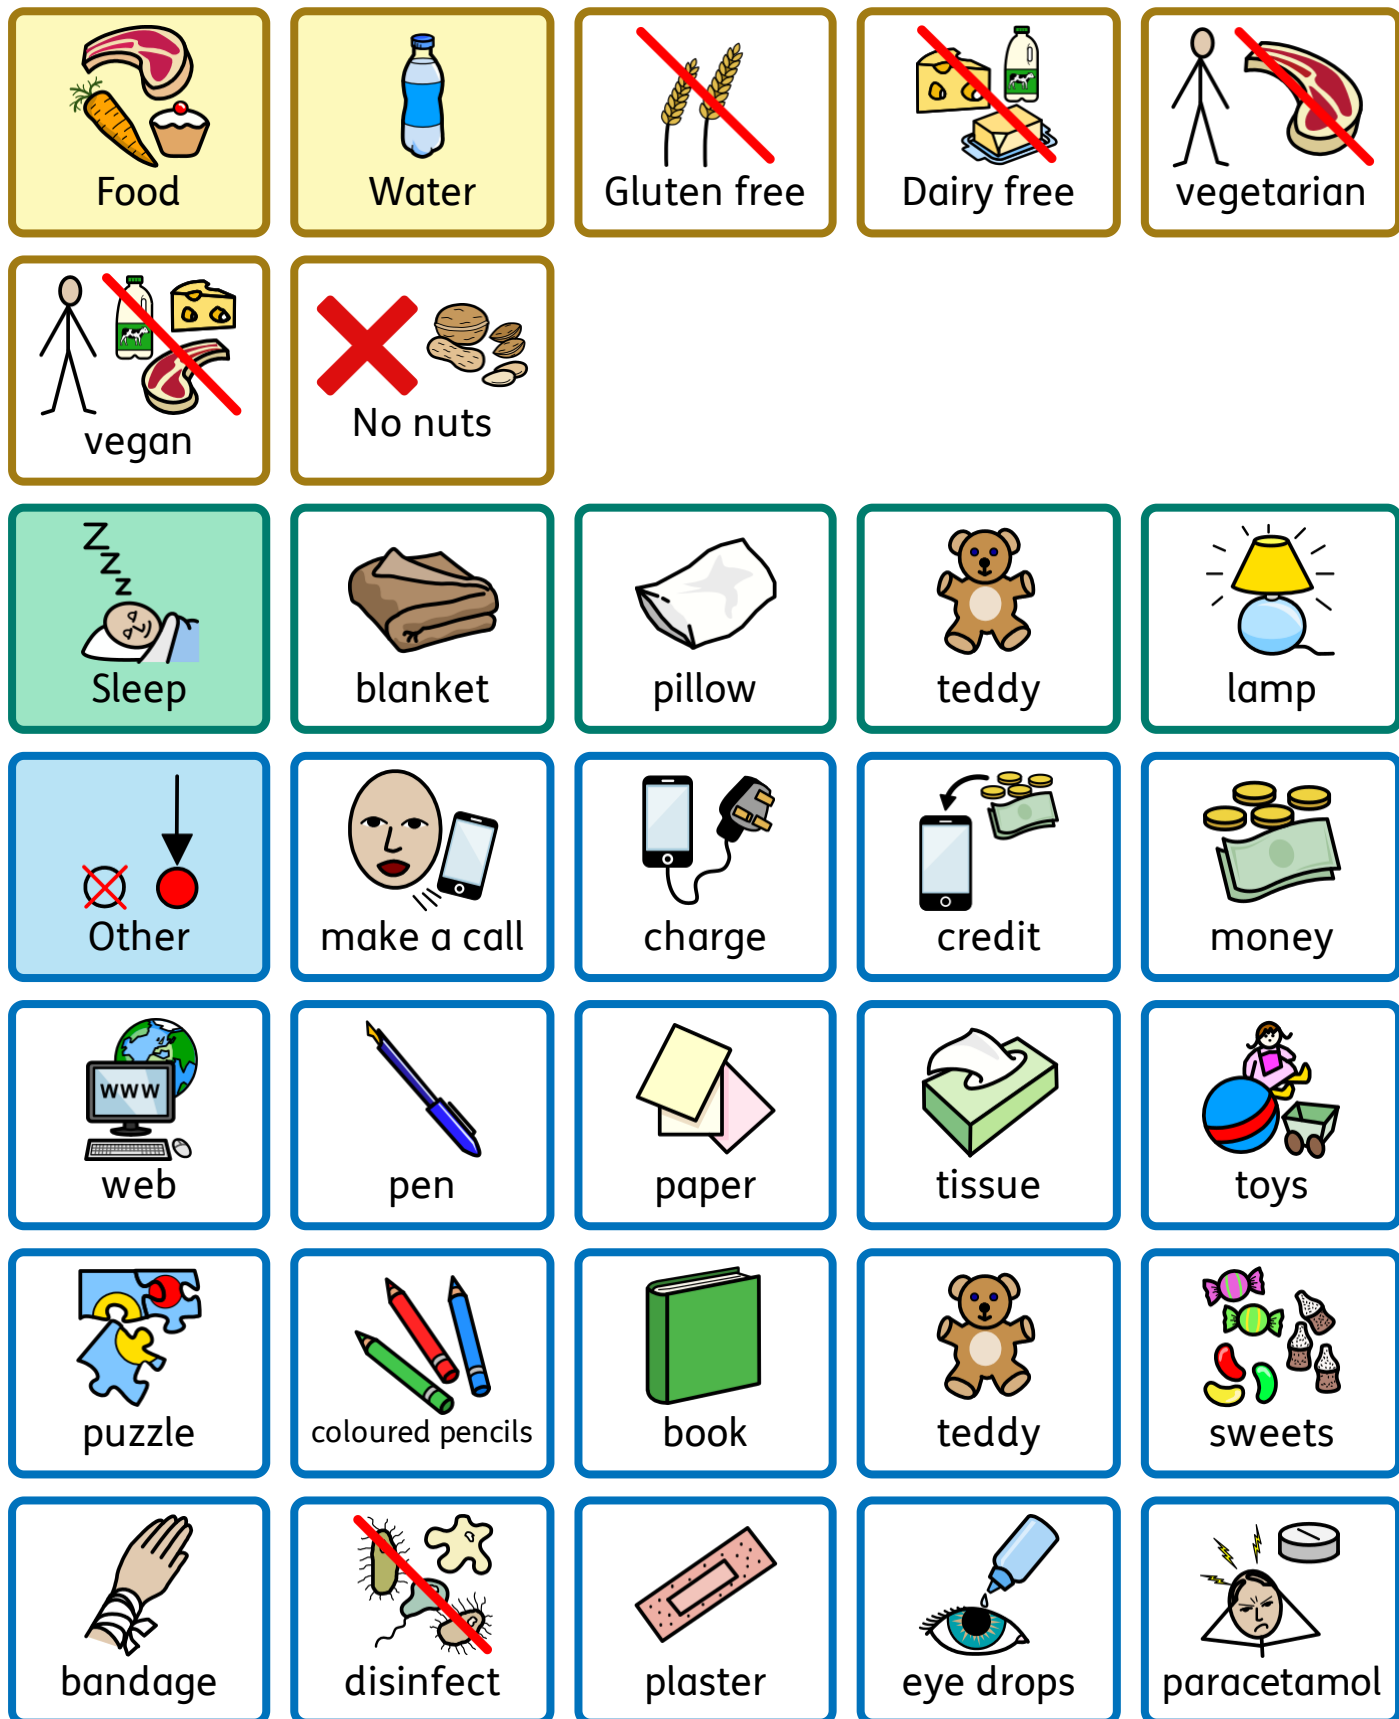 Food
Water
Gluten free
Dairy free
vegetarian
vegan
No nuts
Z
Z
Z
Sleep
blanket
pillow
teddy
lamp
Other
make a call
charge
credit
money
www
web
pen
paper
tissue
toys
puzzle
coloured pencils
book
teddy
sweets
bandage
disinfect
plaster
eye drops
paracetamol